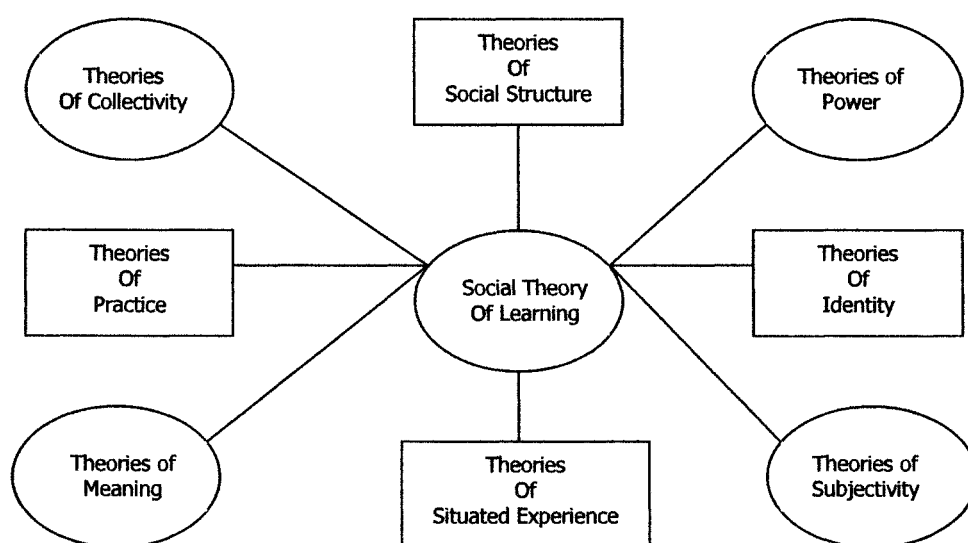 Theories
Of Collectivity
Theories
Of
Social Structure
Theories of
Power
Theories
Of
Practice
Social Theory
Of Learning
Theories
Of
Identity
Theories of
Meaning
Theories
Of
Situated Experience
Theories of
Subjectivity